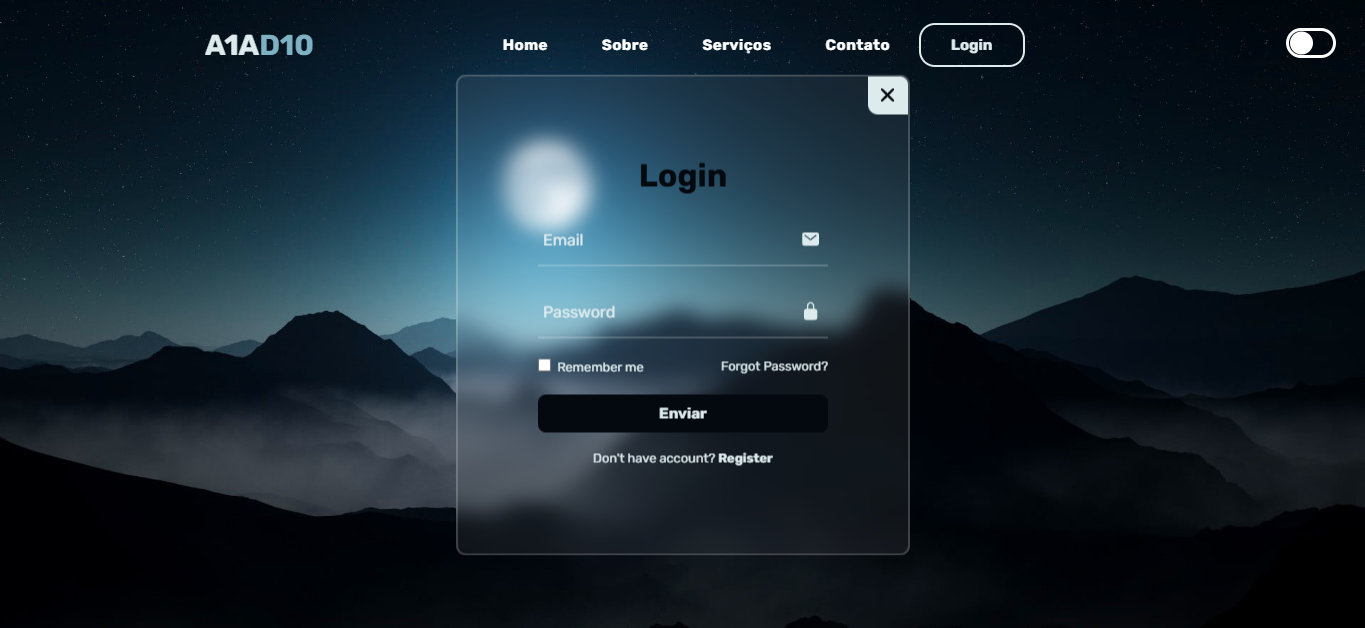 A1AD10 Home Sobre Serviços Contato Login
Login
Email
Password
Remember me Forgot Password?
Enviar
Don't have account? Register